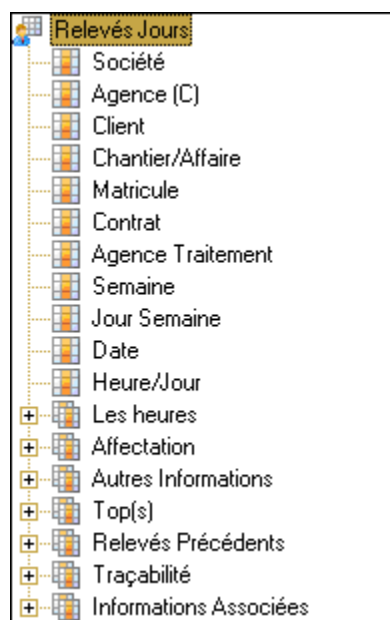 Relevés Jours
Société
Agence (C)
Client
Chantier/Affaire
Matricule
Contrat
Agence Traitement
Semaine
Jour Semaine
Date
Heure/Jour
Les heures
Affectation
Autres Informations
Top(s)
Relevés Précédents
Traçabilité
Informations Associées